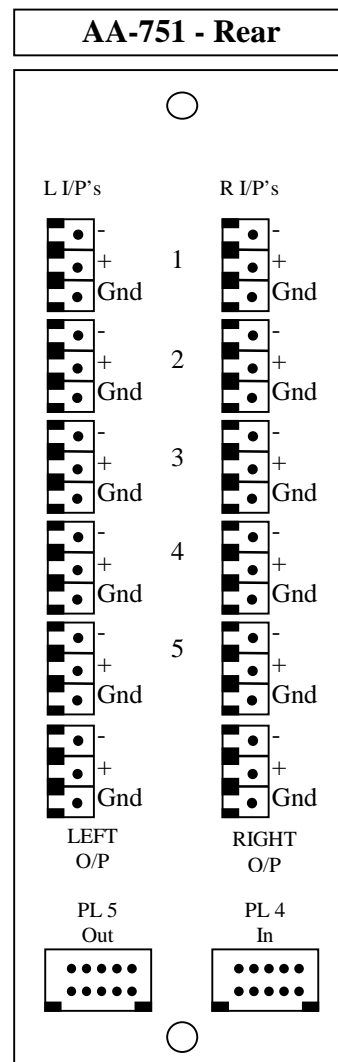 AA-751 - Rear
L I/P's R I/P's
- -
+ 1 +
Gnd Gnd
- -
+ 2 +
Gnd Gnd
- -
+ 3 +
Gnd Gnd
- -
+ 4 +
Gnd Gnd
- -
+ 5 +
Gnd Gnd
- -
+ +
Gnd Gnd
LEFT RIGHT
O/P O/P
PL 5 PL 4
Out In